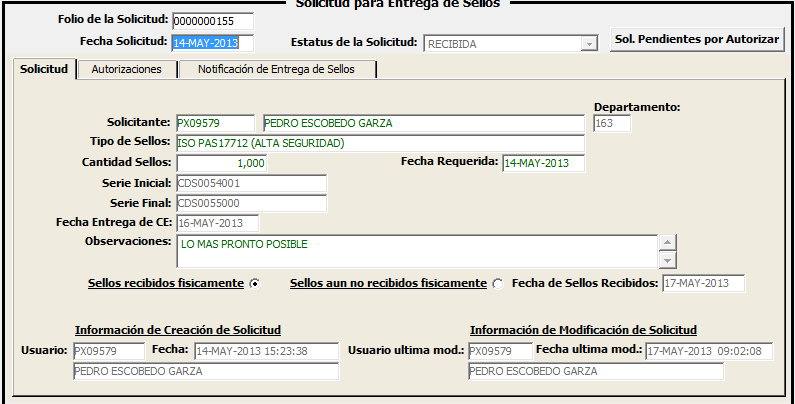 Solicitud para Entrega de Sellos
Folio de la Solicitud: 0000000155
Fecha Solicitud: 14-MAY-2013 Estatus de la Solicitud: RECIBIDA Sol. Pendientes por Autorizar
Solicitud Autorizaciones Notificación de Entrega de Sellos
Departamento:
Solicitante: PX09579 PEDRO ESCOBEDO GARZA 163
Tipo de Sellos: ISO PAS17712 (ALTA SEGURIDAD)
Cantidad Sellos: 1,000 Fecha Requerida: 14-MAY-2013
Serie Inicial: CDS0054001
Serie Final: CDS0055000
Fecha Entrega de CE: 16-MAY-2013
Observaciones: LO MAS PRONTO POSIBLE
Sellos recibidos fisicamente Sellos aun no recibidos fisicamente Fecha de Sellos Recibidos: 17-MAY-2013
Información de Creación de Solicitud Información de Modificación de Solicitud
Usuario: PX09579 Fecha: 14-MAY-2013 15:23:38 Usuario ultima mod.: PX09579 Fecha ultima mod.: 17-MAY-2013 09:02:08
PEDRO ESCOBEDO GARZA PEDRO ESCOBEDO GARZA